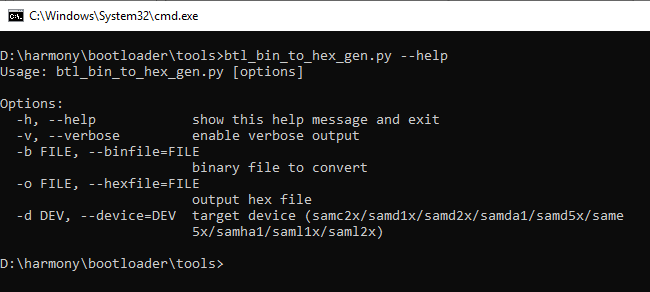 C:\Windows\System32\cmd.exe
D:\harmony\bootloader\tools>btl_bin_to_hex_gen.py --help
Usage: btl_bin_to_hex_gen.py [options]
Options:
-h, --help            show this help message and exit
-v, --verbose         enable verbose output
-b FILE, --binfile=FILE
binary file to convert
-o FILE, --hexfile=FILE
output hex file
-d DEV, --device=DEV  target device (samc2x/samd1x/samd2x/samda1/samd5x/same
5x/samha1/saml1x/saml2x)
D:\harmony\bootloader\tools>